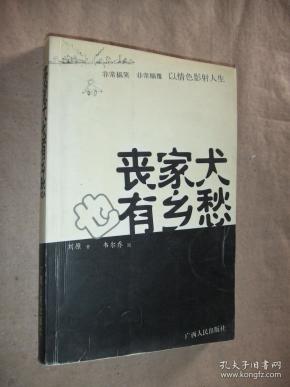 非常搞笑 非常幽雅 以情色影射人生
丧家犬
也有乡愁
刘原 著 韦尔乔 图
广西人民出版社
孔夫子旧书网